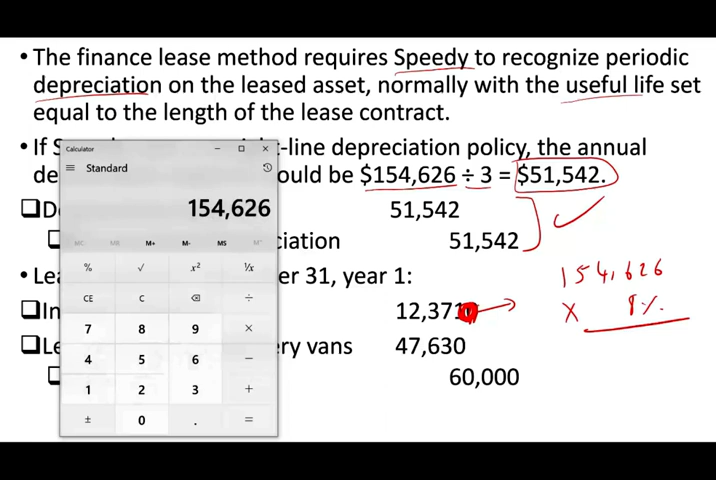 • The finance lease method requires Speedy to recognize periodic
depreciation on the leased asset, normally with the useful life set
equal to the length of the lease contract.
• If -line depreciation policy, the annual
ould be $154,626 ÷ 3 = $51,542.
51,542
ciation 51,542
• er 31, year 1:
12,371
ery vans 47,630
60,000
154,626
X 8%
Calculator
Standard
154,626
MC MR M+ M- MS M˅
% √ x² ¹/x
CE C ÷
7 8 9 ×
4 5 6 −
1 2 3 +
± 0 . =